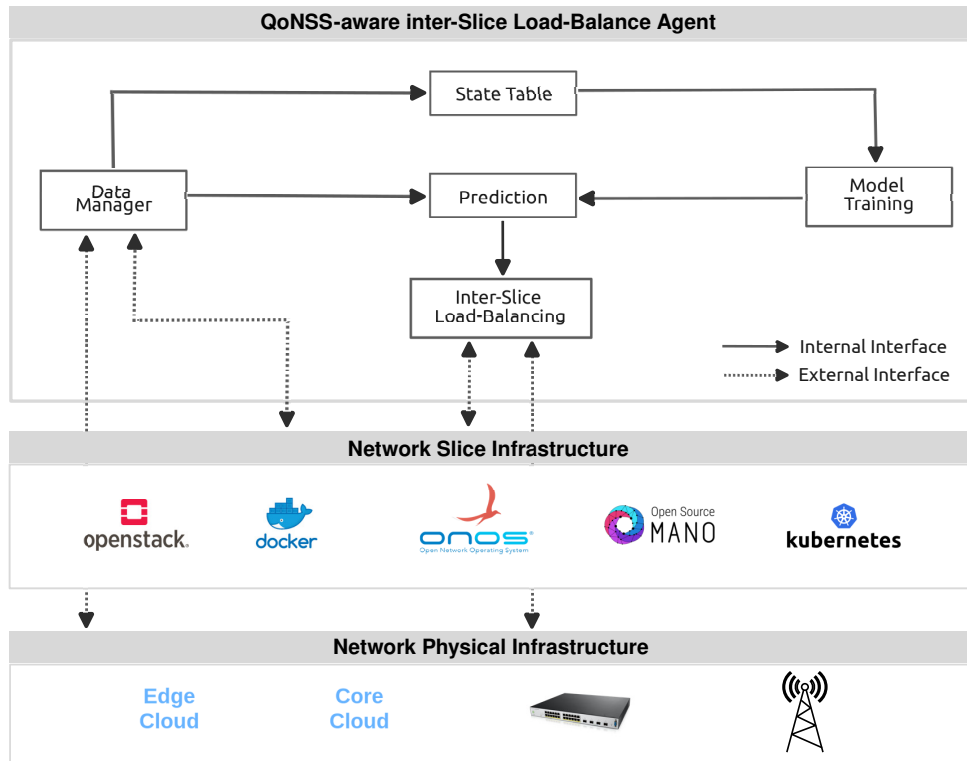 QoNSS-aware inter-Slice Load-Balance Agent
State Table
Data
Manager
Prediction
Model
Training
Inter-Slice
Load-Balancing
Internal Interface
External Interface
Network Slice Infrastructure
openstack.
docker
onos
Open Network Operating System
Open Source
MANO
kubernetes
Network Physical Infrastructure
Edge
Cloud
Core
Cloud